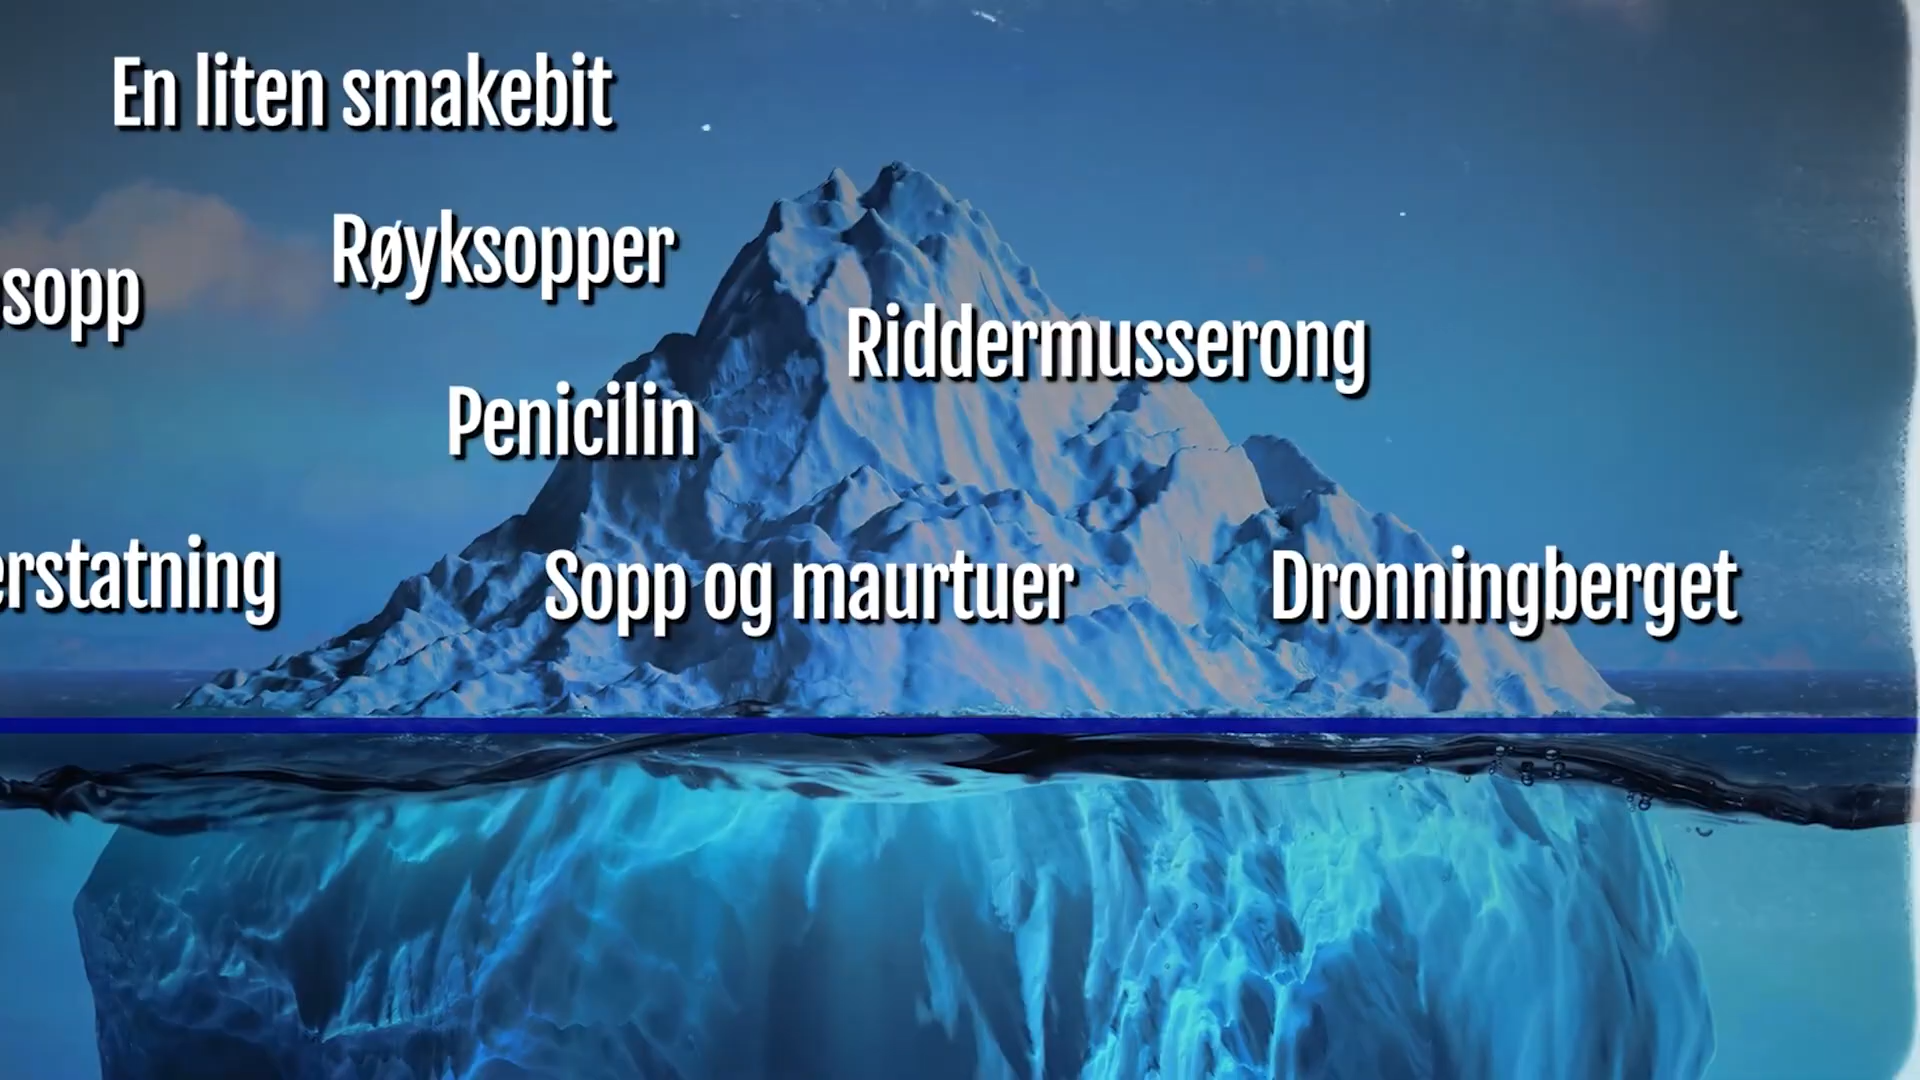 En liten smakebit
Røyksopper
sopp
Riddermusserong
Penicilin
erstatning
Sopp og maurtuer
Dronningberget